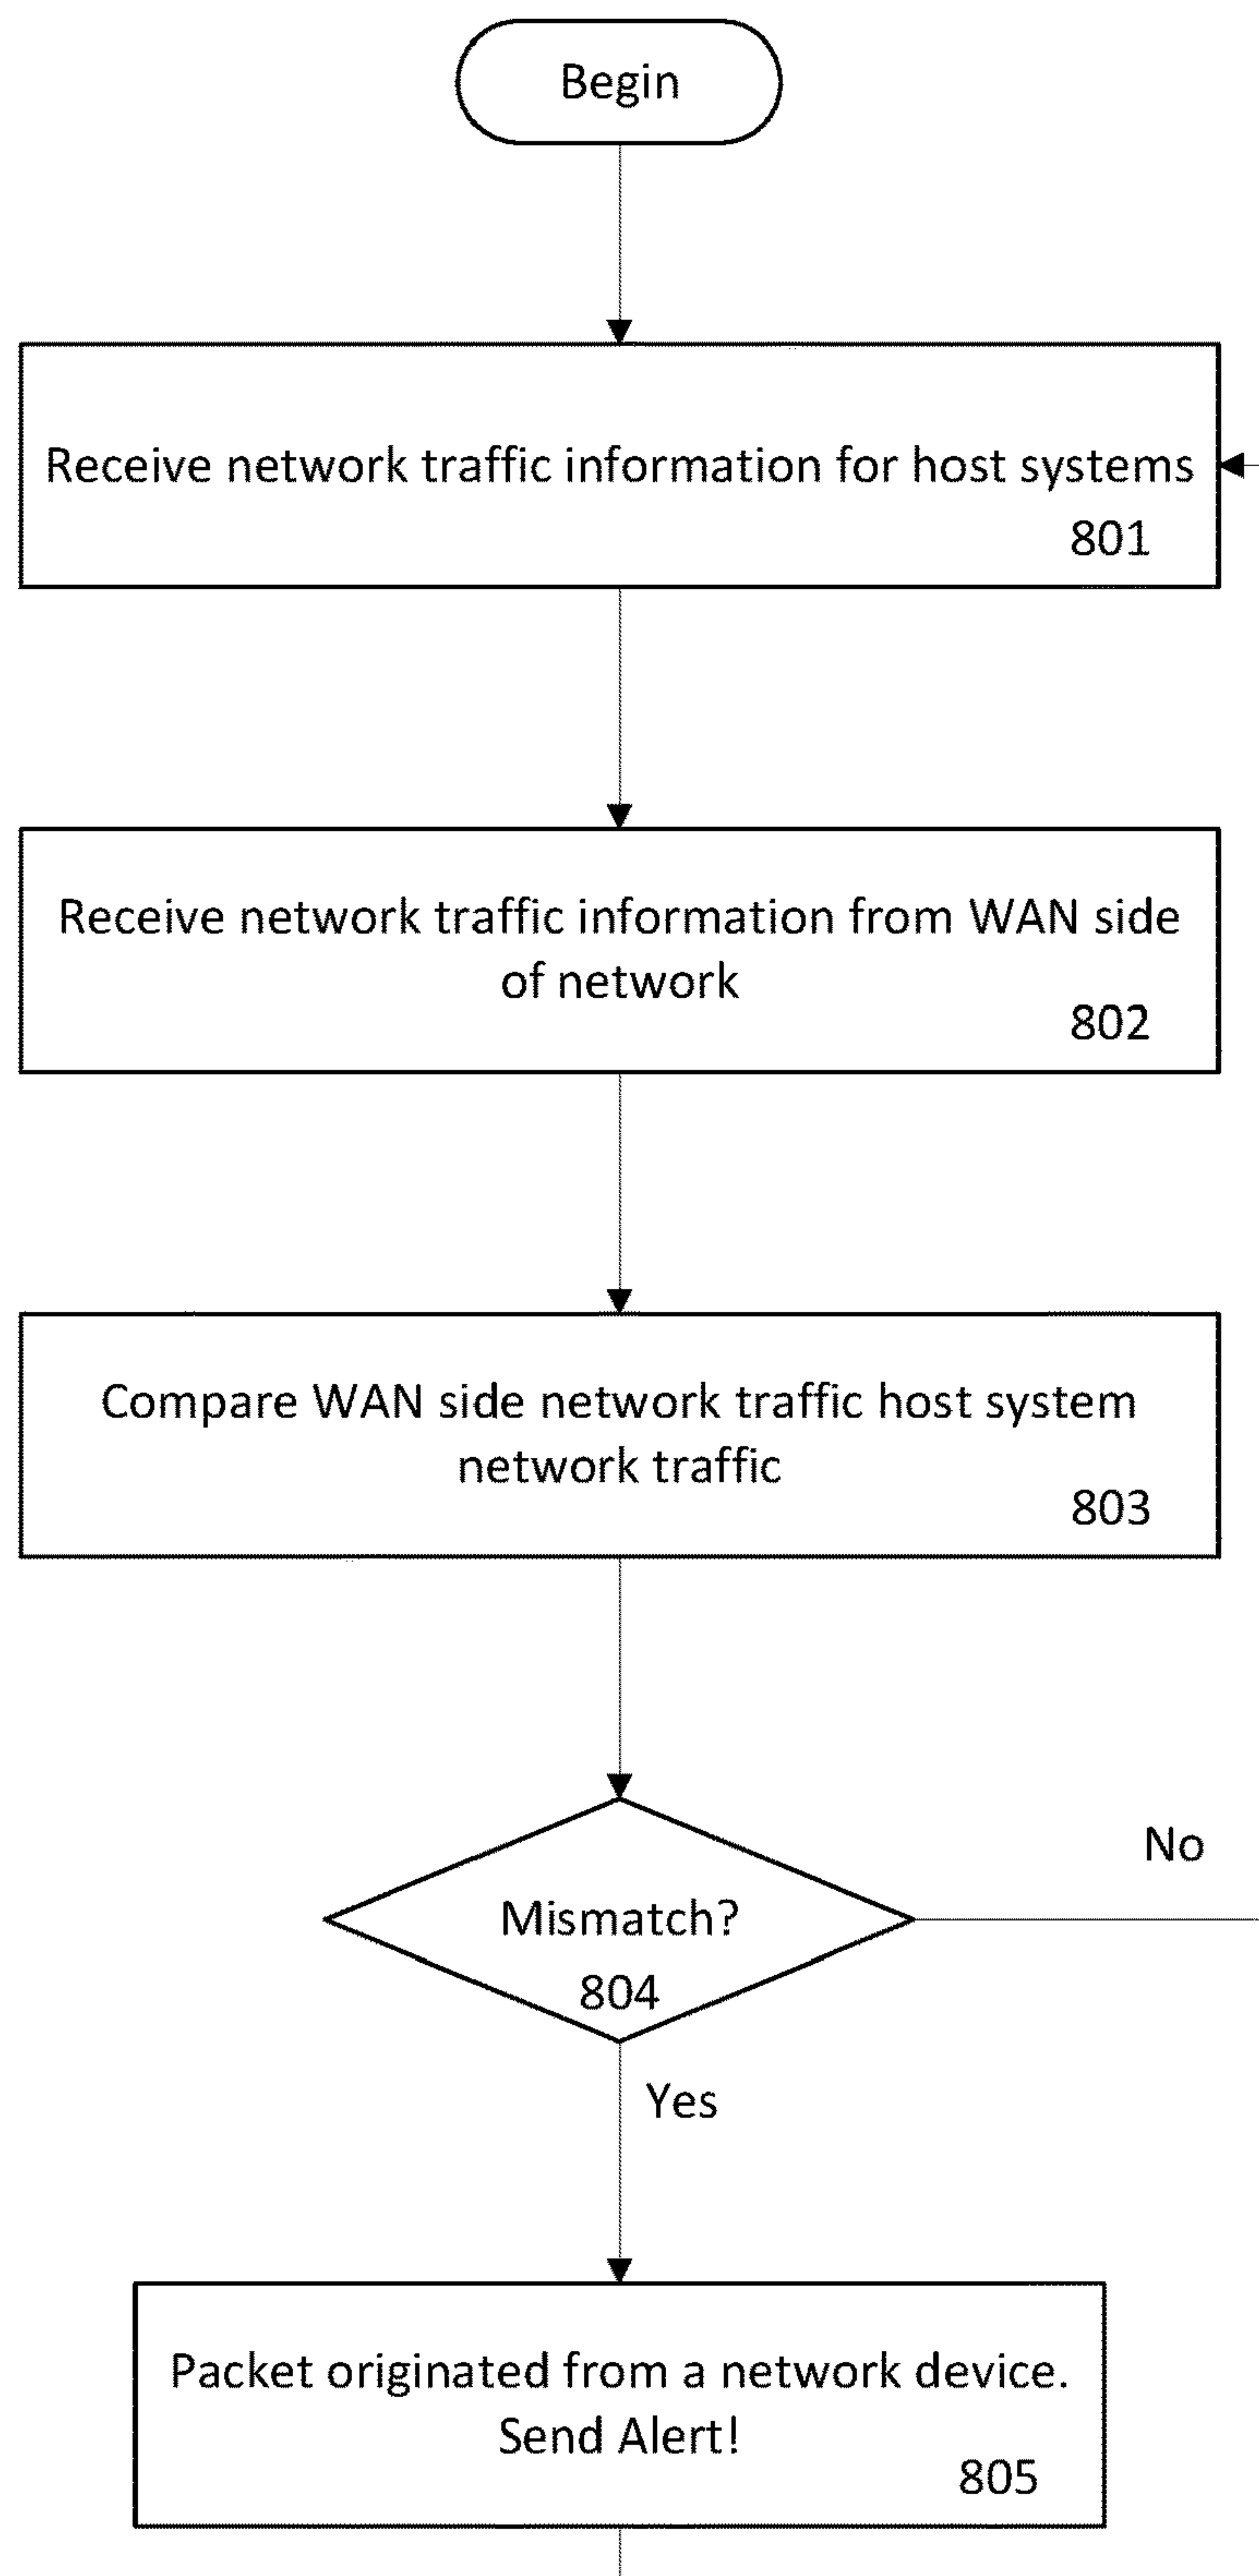 Begin
Receive network traffic information for host systems
801
Receive network traffic information from WAN side
of network
802
Compare WAN side network traffic host system
network traffic
803
Mismatch?
804
No
Yes
Packet originated from a network device.
Send Alert!
805